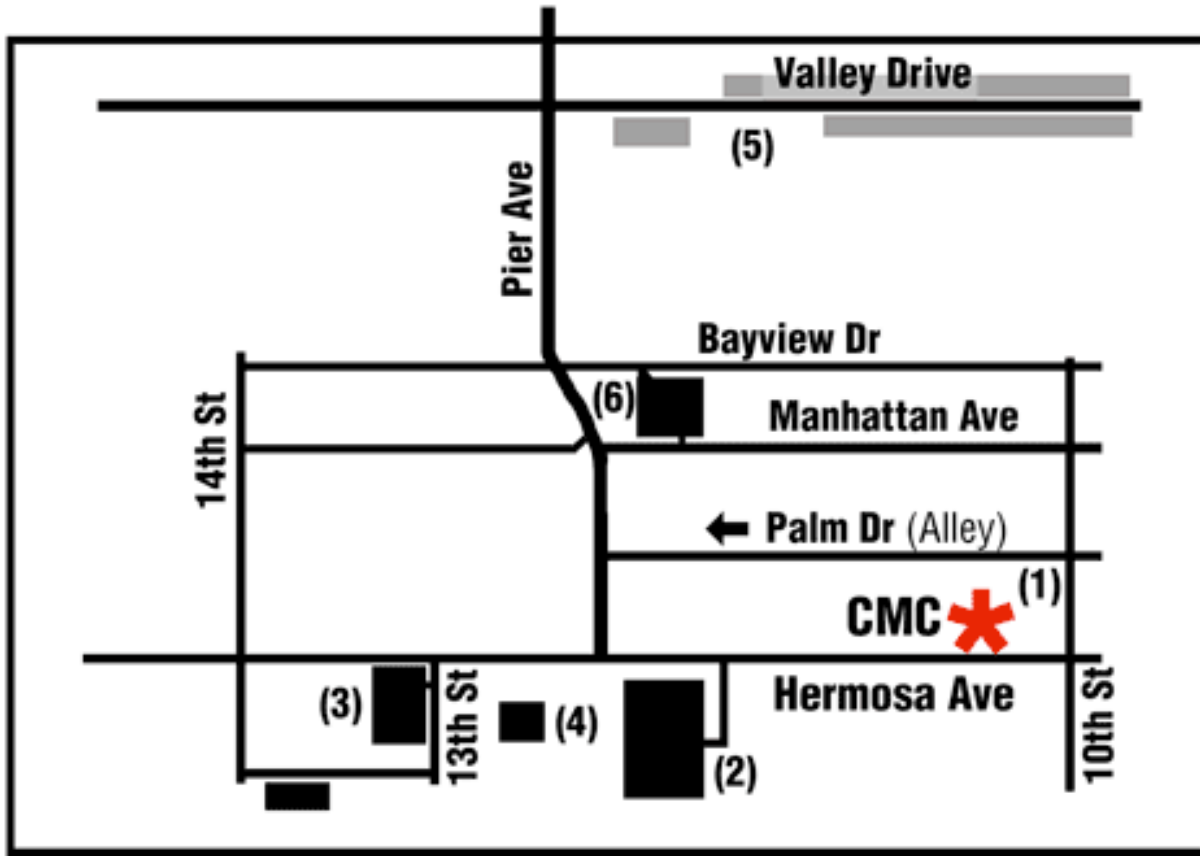 Valley Drive
(5)
Pier Ave
Bayview Dr
(6)
Manhattan Ave
14th St
Palm Dr (Alley)
(1)
CMC
Hermosa Ave
(3)
13th St
(4)
(2)
10th St